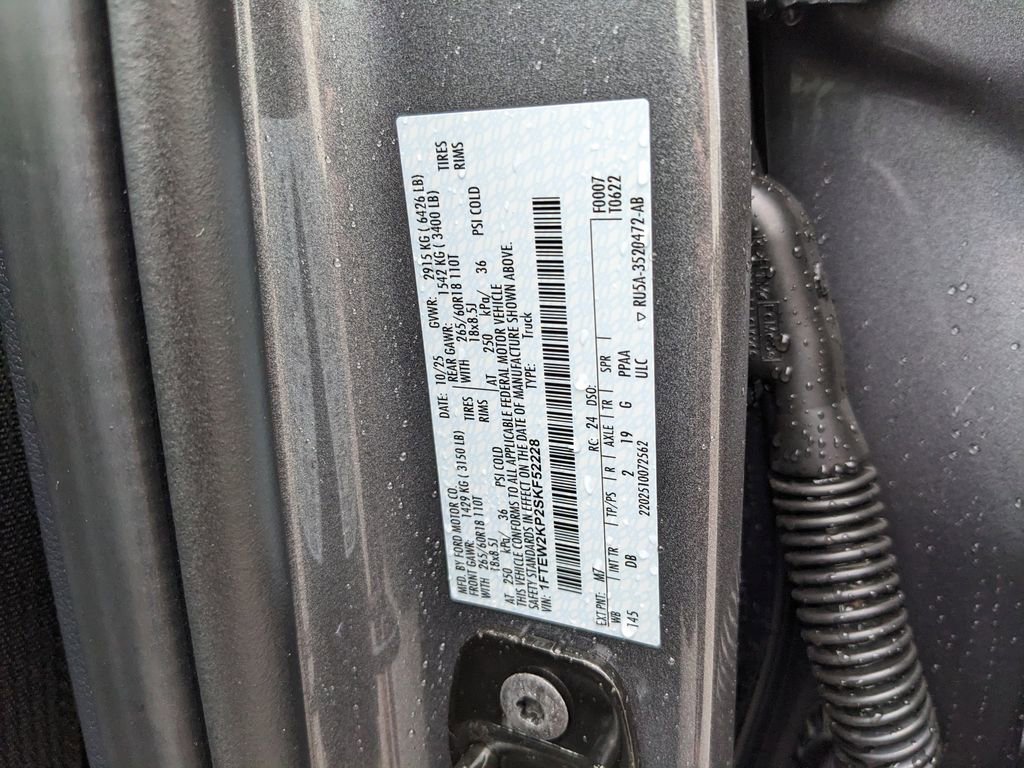 MFD. BY FORD MOTOR CO. DATE: 10/25 GVWR: 2915 KG ( 6426 LB)
FRONT GAWR: 1429 KG ( 3150 LB) REAR GAWR: 1542 KG ( 3400 LB)
WITH 265/60R18 110T TIRES WITH 265/60R18 110T TIRES
18x8.5J RIMS 18x8.5J RIMS
AT 250 kPa/ 36 PSI COLD AT 250 kPa/ 36 PSI COLD
THIS VEHICLE CONFORMS TO ALL APPLICABLE FEDERAL MOTOR VEHICLE
SAFETY STANDARDS IN EFFECT ON THE DATE OF MANUFACTURE SHOWN ABOVE.
VIN: 1FTEW2KP2SKF52228 TYPE: Truck
EXT PNT: M7 RC: 24 DSO: F0007
WB INT TR TP/PS R AXLE TR SPR T0622
145 DB 2 19 G PPAA
2202510072562 ULC ▽ RU5A-3520472-AB